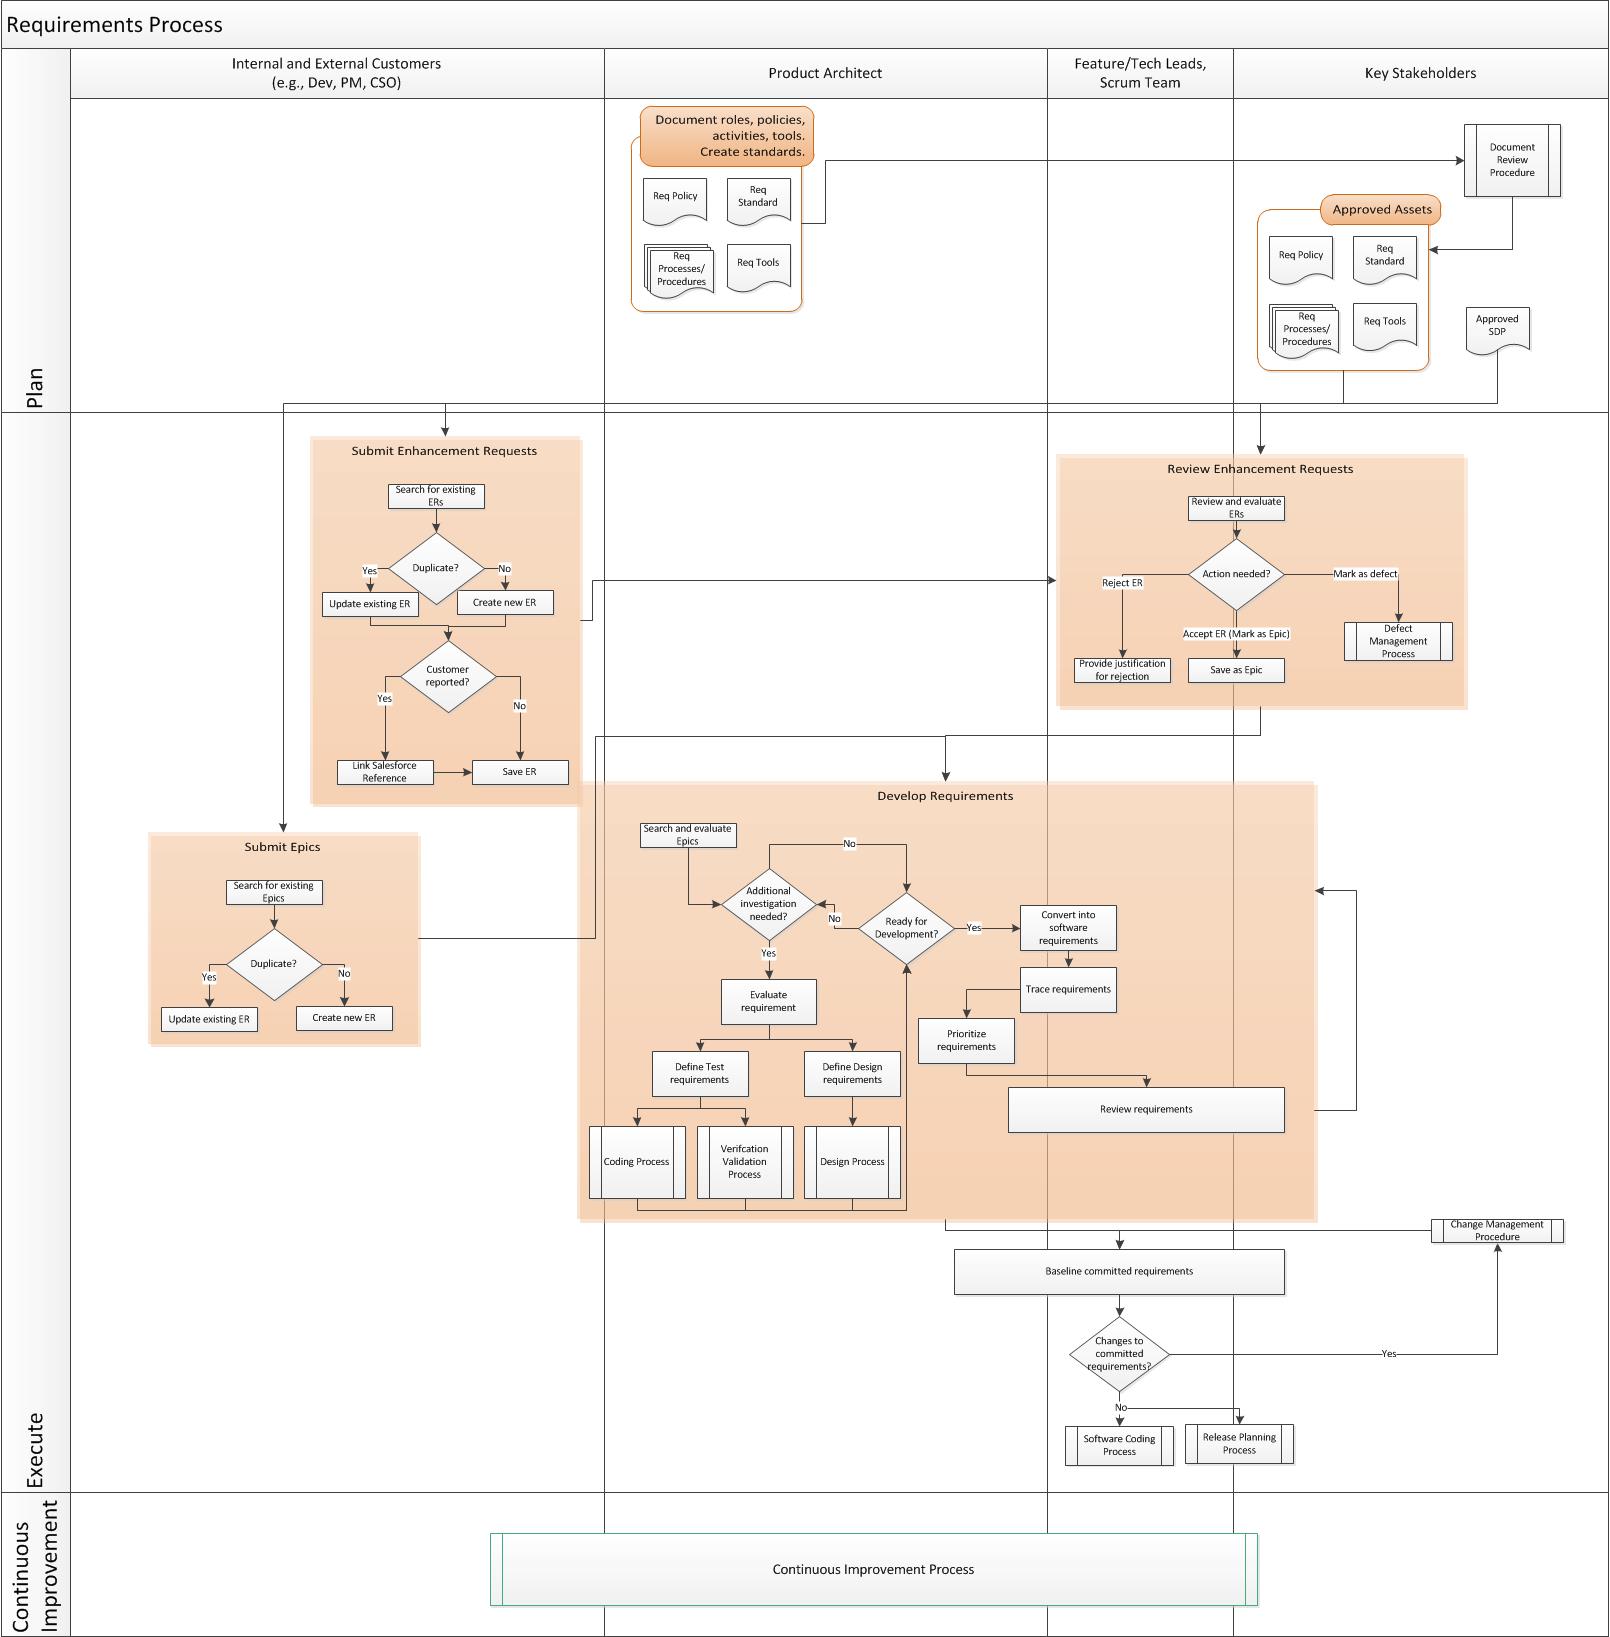 Requirements Process
Internal and External Customers
(e.g., Dev, PM, CSO)
Product Architect
Feature/Tech Leads,
Scrum Team
Key Stakeholders
Plan
Document roles, policies,
activities, tools.
Create standards.
Req Policy
Req
Standard
Req
Processes/
Procedures
Req Tools
Document
Review
Procedure
Approved Assets
Req Policy
Req
Standard
Req
Processes/
Procedures
Req Tools
Approved
SDP
Execute
Submit Enhancement Requests
Search for existing
ERs
Duplicate?
Yes
No
Update existing ER
Create new ER
Customer
reported?
Yes
No
Link Salesforce
Reference
Save ER
Review Enhancement Requests
Review and evaluate
ERs
Action needed?
Reject ER
Mark as defect
Accept ER (Mark as Epic)
Defect
Management
Process
Provide justification
for rejection
Save as Epic
Submit Epics
Search for existing
Epics
Duplicate?
Yes
No
Update existing ER
Create new ER
Develop Requirements
Search and evaluate
Epics
No
Additional
investigation
needed?
No
Ready for
Development?
Yes
Convert into
software
requirements
Yes
Evaluate
requirement
Trace requirements
Prioritize
requirements
Define Test
requirements
Define Design
requirements
Review requirements
Coding Process
Verifcation
Validation
Process
Design Process
Change Management
Procedure
Baseline committed requirements
Changes to
committed
requirements?
Yes
No
Software Coding
Process
Release Planning
Process
Continuous
Improvement
Continuous Improvement Process